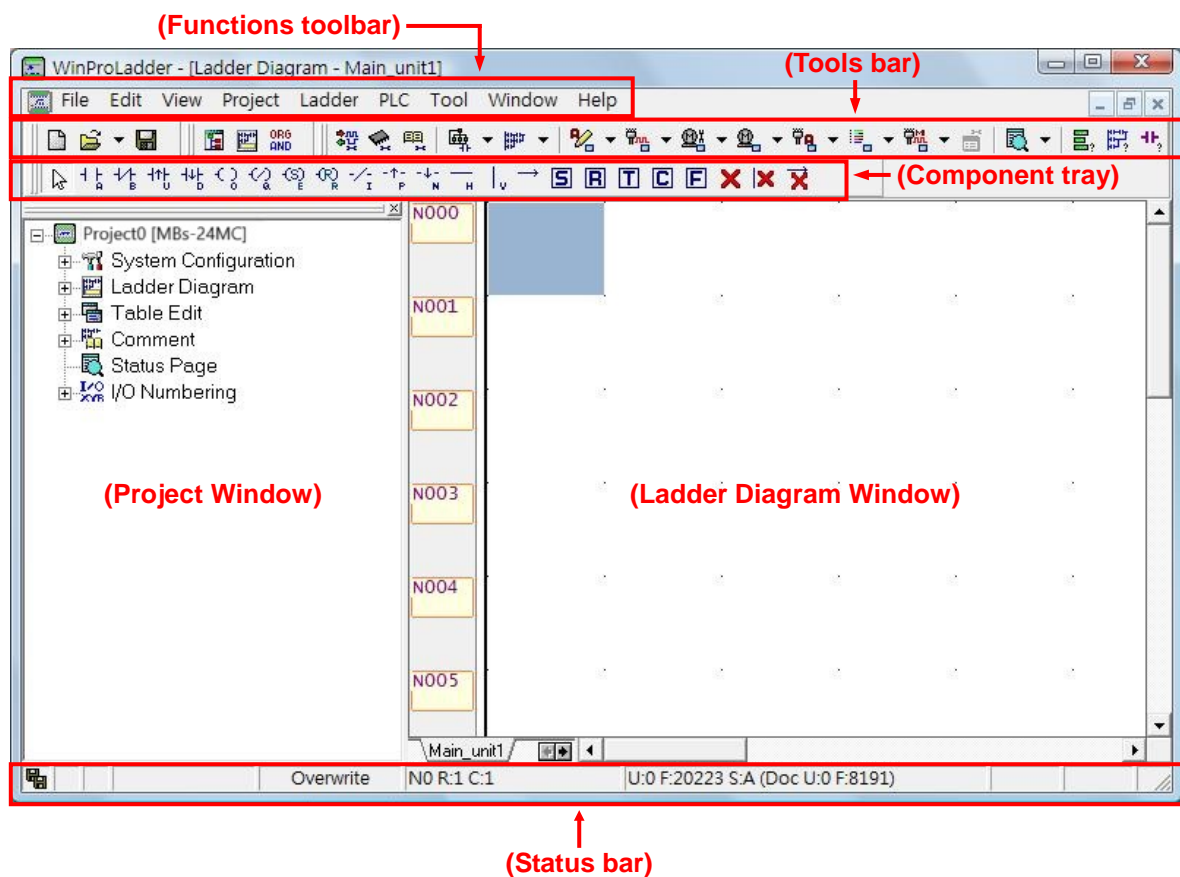 (Functions toolbar)
WinProLadder - [Ladder Diagram - Main_unit1]
(Tools bar)
File Edit View Project Ladder PLC Tool Window Help
ORG
AND
A B U D O Q E R I P N H V S R T C F
(Component tray)
Project0 [MBs-24MC]
System Configuration
Ladder Diagram
Table Edit
Comment
Status Page
I/O Numbering
(Project Window)
N000
N001
N002
N003
(Ladder Diagram Window)
N004
N005
Main_unit1
Overwrite N0 R:1 C:1 U:0 F:20223 S:A (Doc U:0 F:8191)
(Status bar)